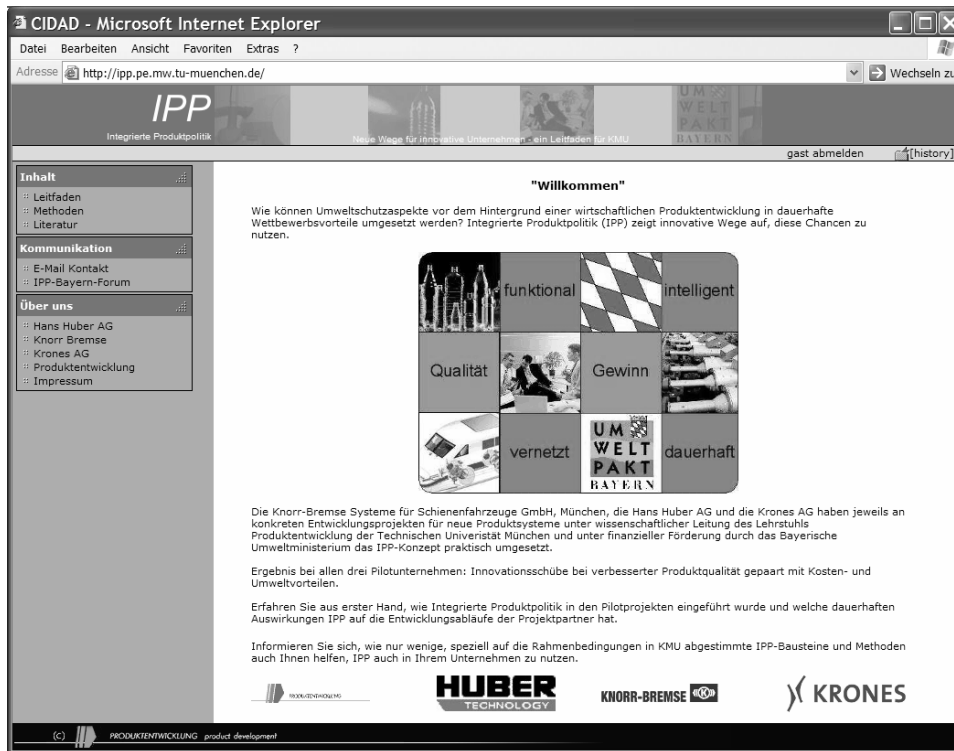 CIDAD - Microsoft Internet Explorer
Datei Bearbeiten Ansicht Favoriten Extras ?
Adresse http://ipp.pe.mw.tu-muenchen.de/ Wechseln zu
IPP
Integrierte Produktpolitik
Neue Wege für innovative Unternehmen - ein Leitfaden für KMU
UM
WELT
PAKT
BAYERN
gast abmelden [history]
Inhalt
Leitfaden
Methoden
Literatur
Kommunikation
E-Mail Kontakt
IPP-Bayern-Forum
Über uns
Hans Huber AG
Knorr Bremse
Krones AG
Produktentwicklung
Impressum
"Willkommen"
Wie können Umweltschutzaspekte vor dem Hintergrund einer wirtschaftlichen Produktentwicklung in dauerhafte
Wettbewerbsvorteile umgesetzt werden? Integrierte Produktpolitik (IPP) zeigt innovative Wege auf, diese Chancen zu
nutzen.
funktional
intelligent
Qualität
Gewinn
vernetzt
UM
WELT
PAKT
BAYERN
dauerhaft
Die Knorr-Bremse Systeme für Schienenfahrzeuge GmbH, München, die Hans Huber AG und die Krones AG haben jeweils an
konkreten Entwicklungsprojekten für neue Produktsysteme unter wissenschaftlicher Leitung des Lehrstuhls
Produktentwicklung der Technischen Univeristät München und unter finanzieller Förderung durch das Bayerische
Umweltministerium das IPP-Konzept praktisch umgesetzt.
Ergebnis bei allen drei Pilotunternehmen: Innovationsschübe bei verbesserter Produktqualität gepaart mit Kosten- und
Umweltvorteilen.
Erfahren Sie aus erster Hand, wie Integrierte Produktpolitik in den Pilotprojekten eingeführt wurde und welche dauerhaften
Auswirkungen IPP auf die Entwicklungsabläufe der Projektpartner hat.
Informieren Sie sich, wie nur wenige, speziell auf die Rahmenbedingungen in KMU abgestimmte IPP-Bausteine und Methoden
auch Ihnen helfen, IPP auch in Ihrem Unternehmen zu nutzen.
PRODUKTENTWICKLUNG
HUBER
TECHNOLOGY
KNORR-BREMSE
KRONES
(C) PRODUKTENTWICKLUNG product development